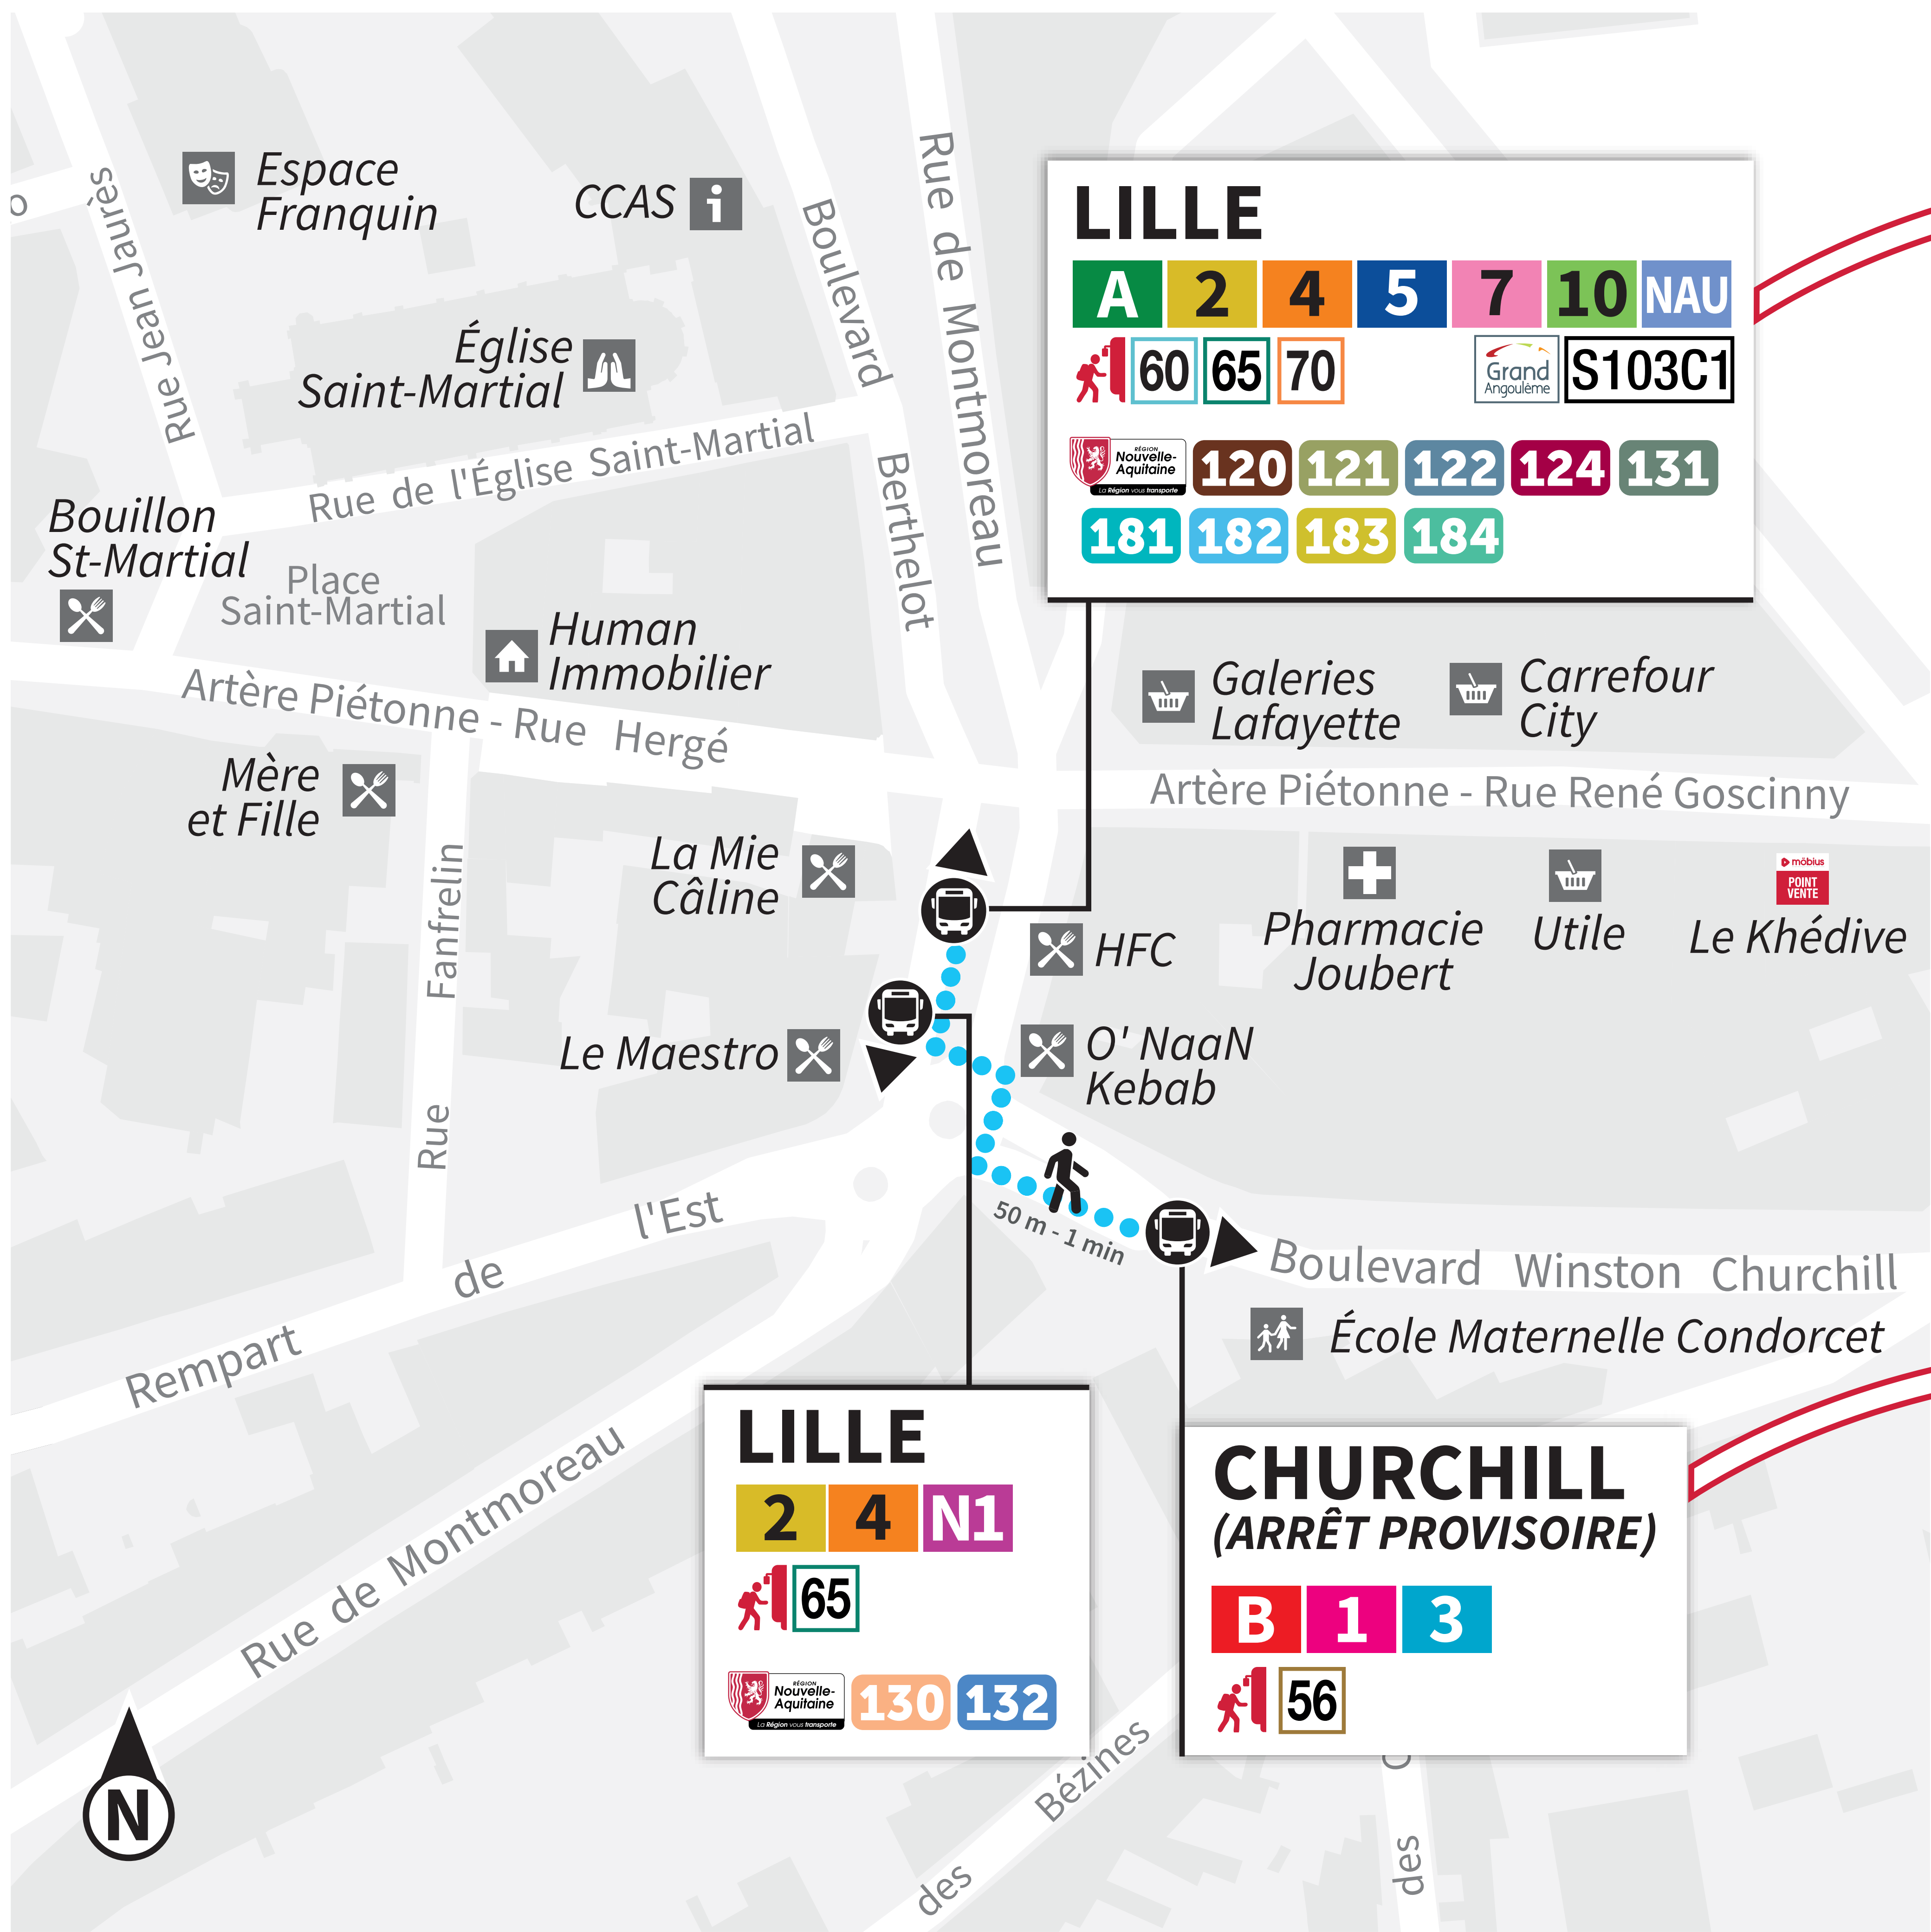 Espace
Franquin
CCAS
Boulevard
Berthelot
Rue de Montmoreau
Rue Jean Jaurès
o
Église
Saint-Martial
Rue de l'Église Saint-Martial
Bouillon
St-Martial
Place
Saint-Martial
Human
Immobilier
Artère Piétonne - Rue Hergé
Mère
et Fille
La Mie
Câline
Rue Fanfrelin
Le Maestro
LILLE
A 2 4 5 7 10 NAU
60 65 70
Grand
Angoulême
S103C1
RÉGION
Nouvelle-
Aquitaine
La Région vous transporte
120 121 122 124 131
181 182 183 184
Galeries
Lafayette
Carrefour
City
Artère Piétonne - Rue René Goscinny
HFC
Pharmacie
Joubert
Utile
möbius
POINT
VENTE
Le Khédive
O' NaaN
Kebab
50 m - 1 min
Boulevard Winston Churchill
École Maternelle Condorcet
Rempart de l'Est
Rue de Montmoreau
LILLE
2 4 N1
65
RÉGION
Nouvelle-
Aquitaine
La Région vous transporte
130 132
CHURCHILL
(ARRÊT PROVISOIRE)
B 1 3
56
des Bézines
des C
N